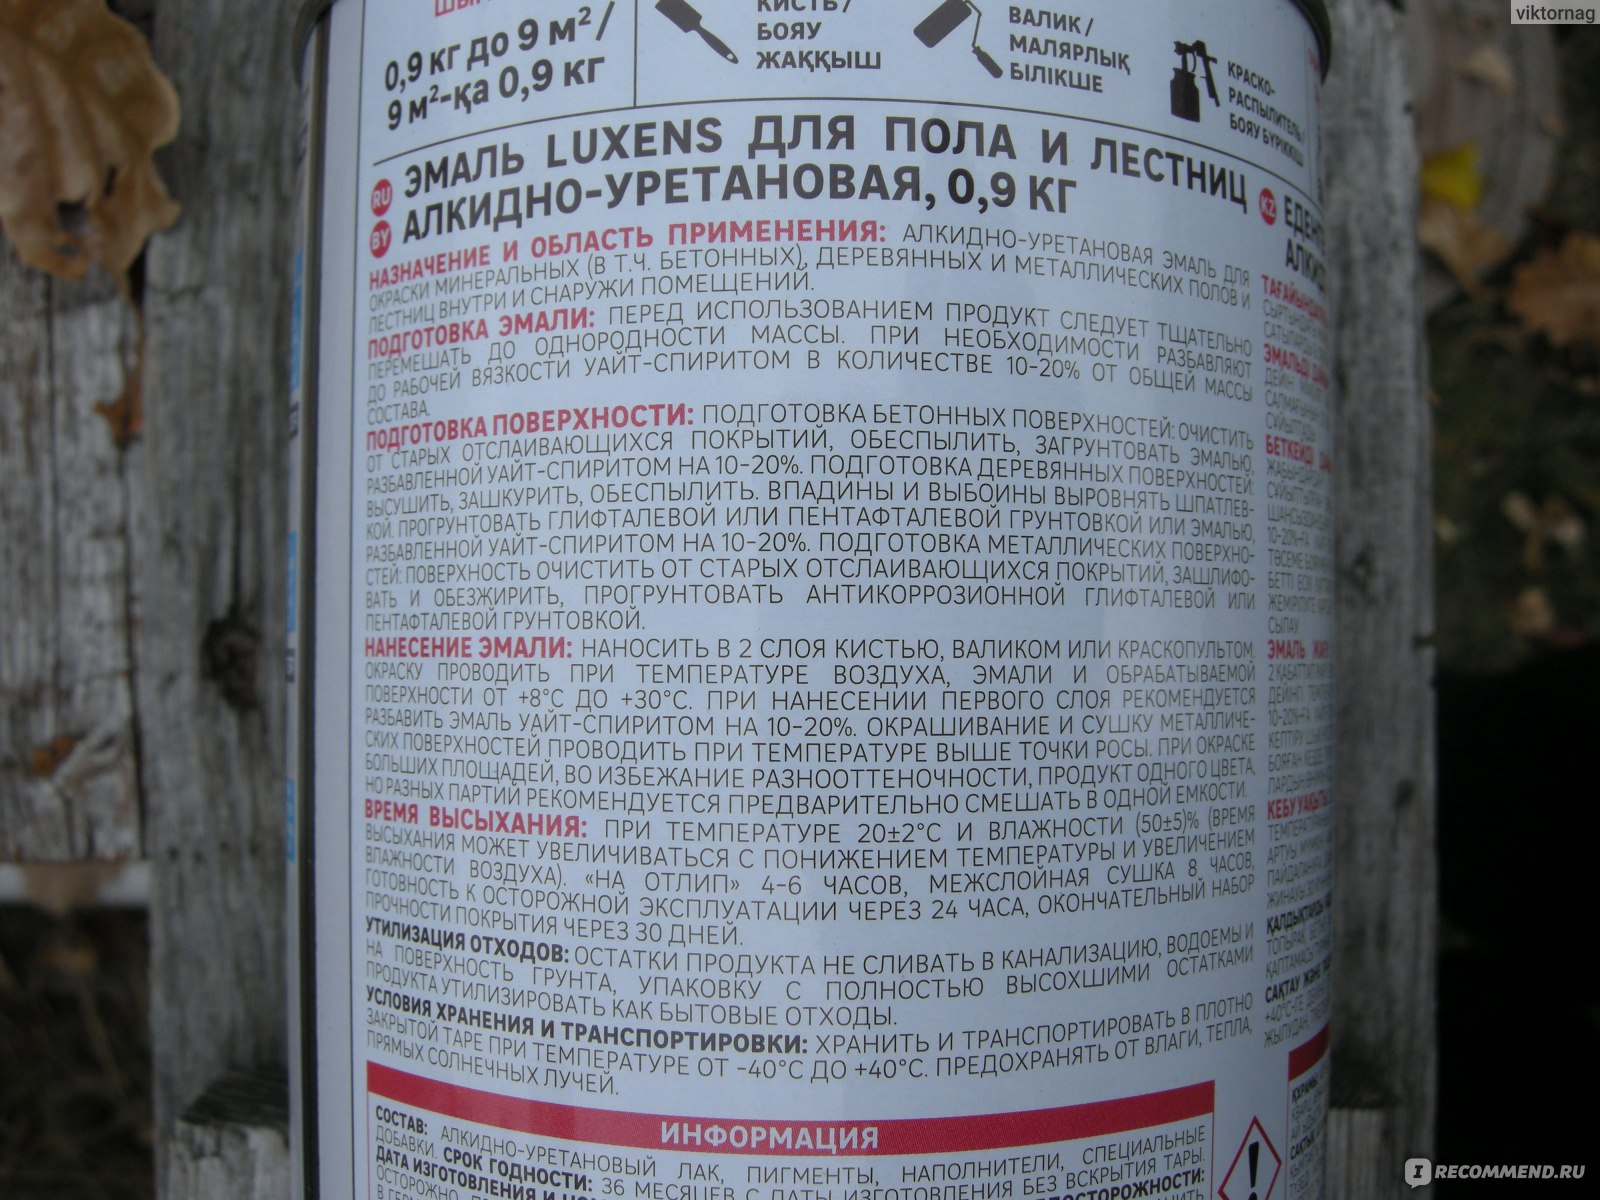 viktornag
0,9 КГ ДО 9 М²/
9 М²-ҚА 0,9 КГ
КИСТЬ/
БОЯУ
ЖАҚҚЫШ
ВАЛИК/
МАЛЯРЛЫҚ
БІЛІКШЕ
КРАСКО-
РАСПЫЛИТЕЛЬ/
БОЯУ БҮРІККІШ
RU
BY
ЭМАЛЬ LUXENS ДЛЯ ПОЛА И ЛЕСТНИЦ
АЛКИДНО-УРЕТАНОВАЯ, 0,9 КГ
НАЗНАЧЕНИЕ И ОБЛАСТЬ ПРИМЕНЕНИЯ: АЛКИДНО-УРЕТАНОВАЯ ЭМАЛЬ ДЛЯ
ОКРАСКИ МИНЕРАЛЬНЫХ (В Т.Ч. БЕТОННЫХ), ДЕРЕВЯННЫХ И МЕТАЛЛИЧЕСКИХ ПОЛОВ И
ЛЕСТНИЦ ВНУТРИ И СНАРУЖИ ПОМЕЩЕНИЙ.
ПОДГОТОВКА ЭМАЛИ: ПЕРЕД ИСПОЛЬЗОВАНИЕМ ПРОДУКТ СЛЕДУЕТ ТЩАТЕЛЬНО
ПЕРЕМЕШАТЬ ДО ОДНОРОДНОСТИ МАССЫ. ПРИ НЕОБХОДИМОСТИ РАЗБАВЛЯЮТ
ДО РАБОЧЕЙ ВЯЗКОСТИ УАЙТ-СПИРИТОМ В КОЛИЧЕСТВЕ 10-20% ОТ ОБЩЕЙ МАССЫ
СОСТАВА.
ПОДГОТОВКА ПОВЕРХНОСТИ: ПОДГОТОВКА БЕТОННЫХ ПОВЕРХНОСТЕЙ: ОЧИСТИТЬ
ОТ СТАРЫХ ОТСЛАИВАЮЩИХСЯ ПОКРЫТИЙ, ОБЕСПЫЛИТЬ, ЗАГРУНТОВАТЬ ЭМАЛЬЮ,
РАЗБАВЛЕННОЙ УАЙТ-СПИРИТОМ НА 10-20%. ПОДГОТОВКА ДЕРЕВЯННЫХ ПОВЕРХНОСТЕЙ:
ВЫСУШИТЬ, ЗАШКУРИТЬ, ОБЕСПЫЛИТЬ. ВПАДИНЫ И ВЫБОИНЫ ВЫРОВНЯТЬ ШПАТЛЕВ-
КОЙ. ПРОГРУНТОВАТЬ ГЛИФТАЛЕВОЙ ИЛИ ПЕНТАФТАЛЕВОЙ ГРУНТОВКОЙ ИЛИ ЭМАЛЬЮ,
РАЗБАВЛЕННОЙ УАЙТ-СПИРИТОМ НА 10-20%. ПОДГОТОВКА МЕТАЛЛИЧЕСКИХ ПОВЕРХНО-
СТЕЙ: ПОВЕРХНОСТЬ ОЧИСТИТЬ ОТ СТАРЫХ ОТСЛАИВАЮЩИХСЯ ПОКРЫТИЙ, ЗАШЛИФО-
ВАТЬ И ОБЕЗЖИРИТЬ, ПРОГРУНТОВАТЬ АНТИКОРРОЗИОННОЙ ГЛИФТАЛЕВОЙ ИЛИ
ПЕНТАФТАЛЕВОЙ ГРУНТОВКОЙ.
НАНЕСЕНИЕ ЭМАЛИ: НАНОСИТЬ В 2 СЛОЯ КИСТЬЮ, ВАЛИКОМ ИЛИ КРАСКОПУЛЬТОМ.
ОКРАСКУ ПРОВОДИТЬ ПРИ ТЕМПЕРАТУРЕ ВОЗДУХА, ЭМАЛИ И ОБРАБАТЫВАЕМОЙ
ПОВЕРХНОСТИ ОТ +8°С ДО +30°С. ПРИ НАНЕСЕНИИ ПЕРВОГО СЛОЯ РЕКОМЕНДУЕТСЯ
РАЗБАВИТЬ ЭМАЛЬ УАЙТ-СПИРИТОМ НА 10-20%. ОКРАШИВАНИЕ И СУШКУ МЕТАЛЛИЧЕ-
СКИХ ПОВЕРХНОСТЕЙ ПРОВОДИТЬ ПРИ ТЕМПЕРАТУРЕ ВЫШЕ ТОЧКИ РОСЫ. ПРИ ОКРАСКЕ
БОЛЬШИХ ПЛОЩАДЕЙ, ВО ИЗБЕЖАНИЕ РАЗНООТТЕНОЧНОСТИ, ПРОДУКТ ОДНОГО ЦВЕТА,
НО РАЗНЫХ ПАРТИЙ РЕКОМЕНДУЕТСЯ ПРЕДВАРИТЕЛЬНО СМЕШАТЬ В ОДНОЙ ЕМКОСТИ.
ВРЕМЯ ВЫСЫХАНИЯ: ПРИ ТЕМПЕРАТУРЕ 20±2°С И ВЛАЖНОСТИ (50±5)% (ВРЕМЯ
ВЫСЫХАНИЯ МОЖЕТ УВЕЛИЧИВАТЬСЯ С ПОНИЖЕНИЕМ ТЕМПЕРАТУРЫ И УВЕЛИЧЕНИЕМ
ВЛАЖНОСТИ ВОЗДУХА). «НА ОТЛИП» 4-6 ЧАСОВ, МЕЖСЛОЙНАЯ СУШКА 8 ЧАСОВ,
ГОТОВНОСТЬ К ОСТОРОЖНОЙ ЭКСПЛУАТАЦИИ ЧЕРЕЗ 24 ЧАСА, ОКОНЧАТЕЛЬНЫЙ НАБОР
ПРОЧНОСТИ ПОКРЫТИЯ ЧЕРЕЗ 30 ДНЕЙ.
УТИЛИЗАЦИЯ ОТХОДОВ: ОСТАТКИ ПРОДУКТА НЕ СЛИВАТЬ В КАНАЛИЗАЦИЮ, ВОДОЕМЫ И
НА ПОВЕРХНОСТЬ ГРУНТА, УПАКОВКУ С ПОЛНОСТЬЮ ВЫСОХШИМИ ОСТАТКАМИ
ПРОДУКТА УТИЛИЗИРОВАТЬ КАК БЫТОВЫЕ ОТХОДЫ.
УСЛОВИЯ ХРАНЕНИЯ И ТРАНСПОРТИРОВКИ: ХРАНИТЬ И ТРАНСПОРТИРОВАТЬ В ПЛОТНО
ЗАКРЫТОЙ ТАРЕ ПРИ ТЕМПЕРАТУРЕ ОТ -40°С ДО +40°С. ПРЕДОХРАНЯТЬ ОТ ВЛАГИ, ТЕПЛА,
ПРЯМЫХ СОЛНЕЧНЫХ ЛУЧЕЙ.
ИНФОРМАЦИЯ
СОСТАВ: АЛКИДНО-УРЕТАНОВЫЙ ЛАК, ПИГМЕНТЫ, НАПОЛНИТЕЛИ, СПЕЦИАЛЬНЫЕ
ДОБАВКИ. СРОК ГОДНОСТИ: 36 МЕСЯЦЕВ С ДАТЫ ИЗГОТОВЛЕНИЯ БЕЗ ВСКРЫТИЯ ТАРЫ.
ДАТА ИЗГОТОВЛЕНИЯ И
KZ
IRECOMMEND.RU